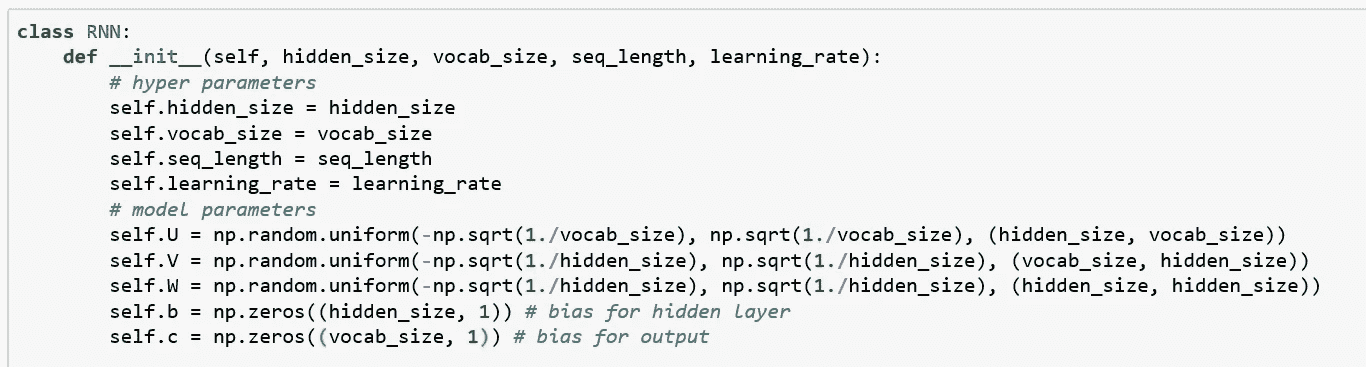 class RNN:
    def __init__(self, hidden_size, vocab_size, seq_length, learning_rate):
        # hyper parameters
        self.hidden_size = hidden_size
        self.vocab_size = vocab_size
        self.seq_length = seq_length
        self.learning_rate = learning_rate
        # model parameters
        self.U = np.random.uniform(-np.sqrt(1./vocab_size), np.sqrt(1./vocab_size), (hidden_size, vocab_size))
        self.V = np.random.uniform(-np.sqrt(1./hidden_size), np.sqrt(1./hidden_size), (vocab_size, hidden_size))
        self.W = np.random.uniform(-np.sqrt(1./hidden_size), np.sqrt(1./hidden_size), (hidden_size, hidden_size))
        self.b = np.zeros((hidden_size, 1)) # bias for hidden layer
        self.c = np.zeros((vocab_size, 1)) # bias for output